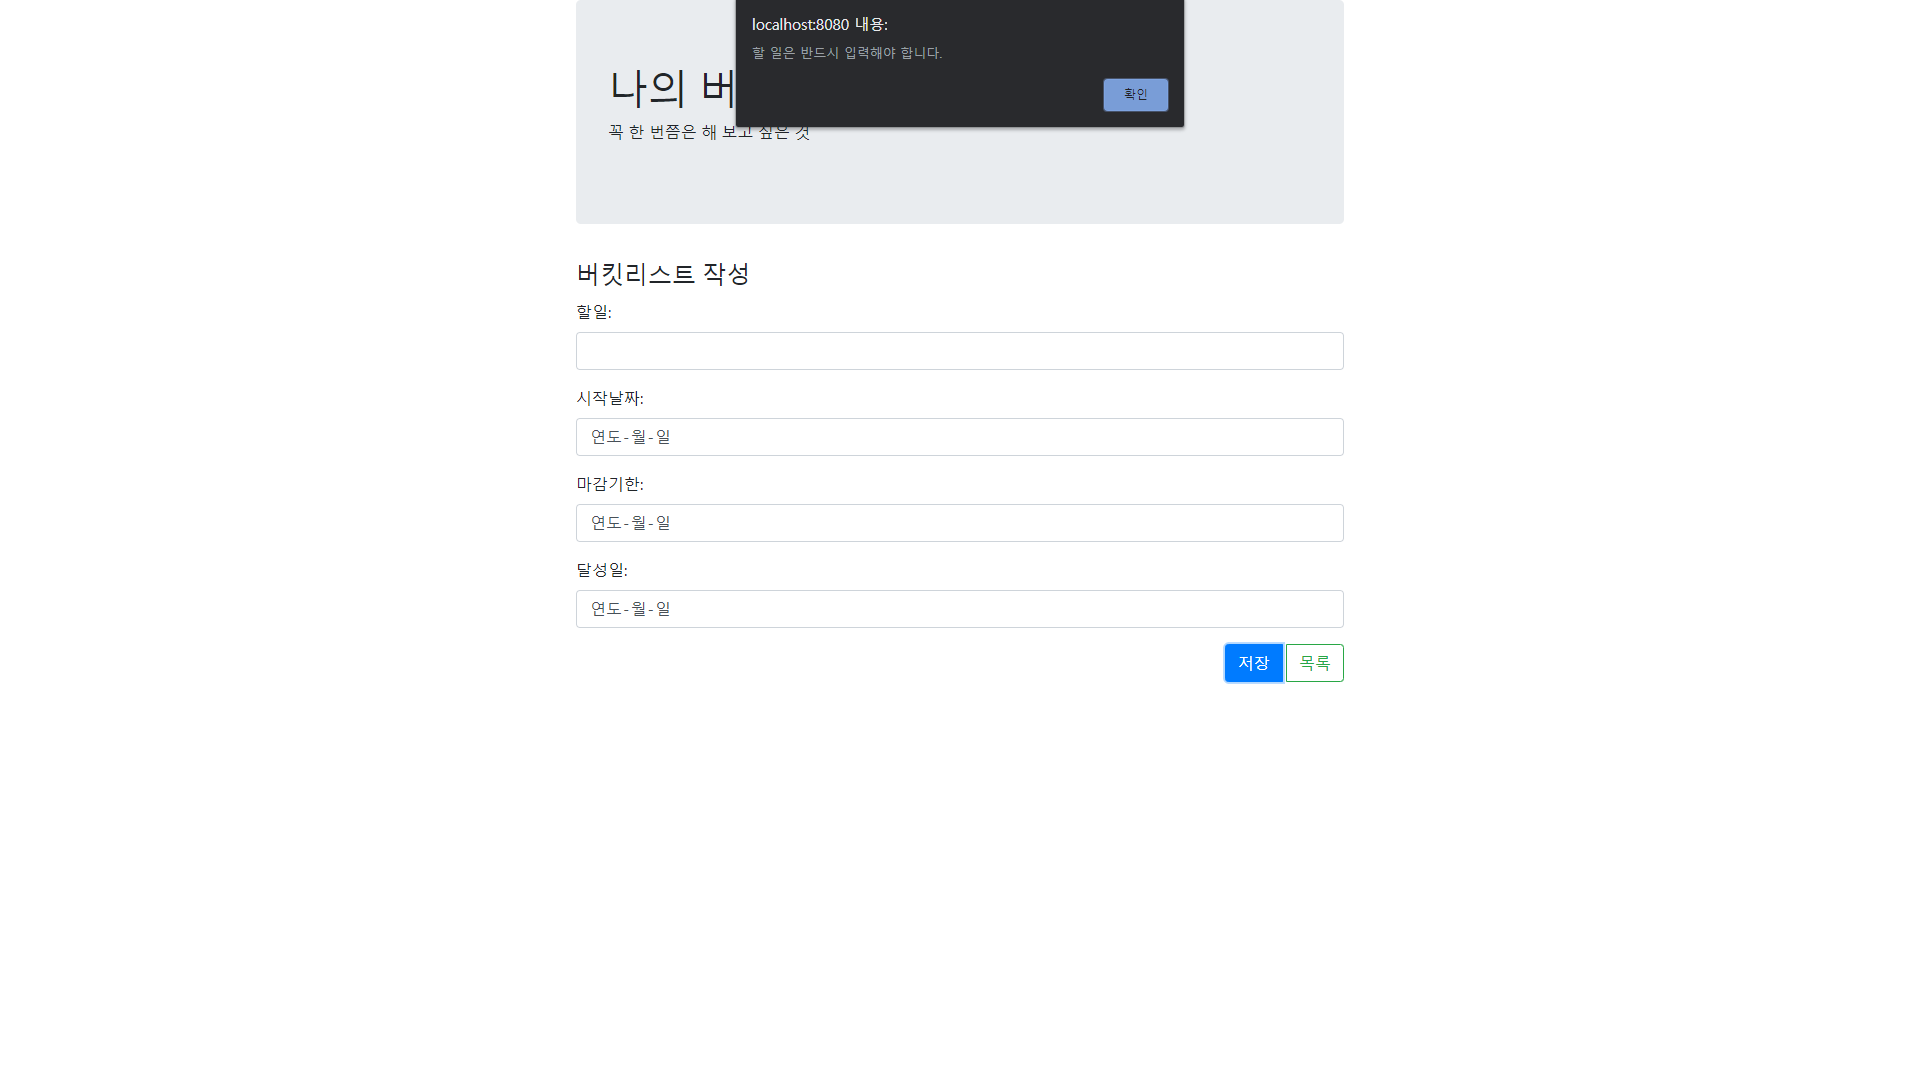 localhost:8080 내용:
할 일은 반드시 입력해야 합니다.
확인
나의 버
꼭 한 번쯤은 해 보고 싶은 것
버킷리스트 작성
할일:
시작날짜:
연도-월-일
마감기한:
연도-월-일
달성일:
연도-월-일
저장 목록